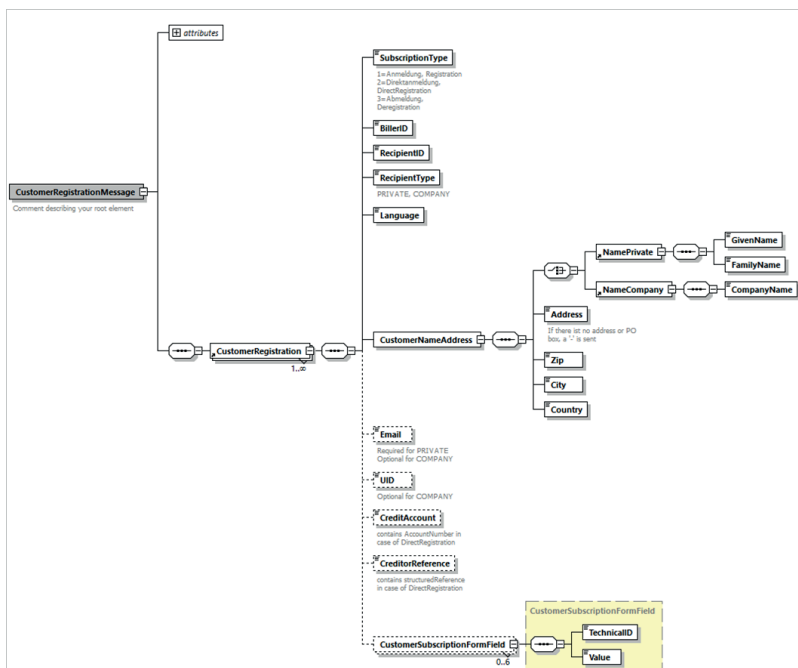 attributes
SubscriptionType
1=Anmeldung, Registration
2=Direktanmeldung,
DirectRegistration
3=Abmeldung,
Deregistration
BillerID
RecipientID
RecipientType
PRIVATE, COMPANY
Language
CustomerRegistrationMessage
Comment describing your root element
CustomerRegistration
1..∞
CustomerNameAddress
NamePrivate
GivenName
FamilyName
NameCompany
CompanyName
Address
If there ist no address or PO
box, a '-' is sent
Zip
City
Country
Email
Required for PRIVATE
Optional for COMPANY
UID
Optional for COMPANY
CreditAccount
contains AccountNumber in
case of DirectRegistration
CreditorReference
contains structuredReference
in case of DirectRegistration
CustomerSubscriptionFormField
0..6
CustomerSubscriptionFormField
TechnicalID
Value